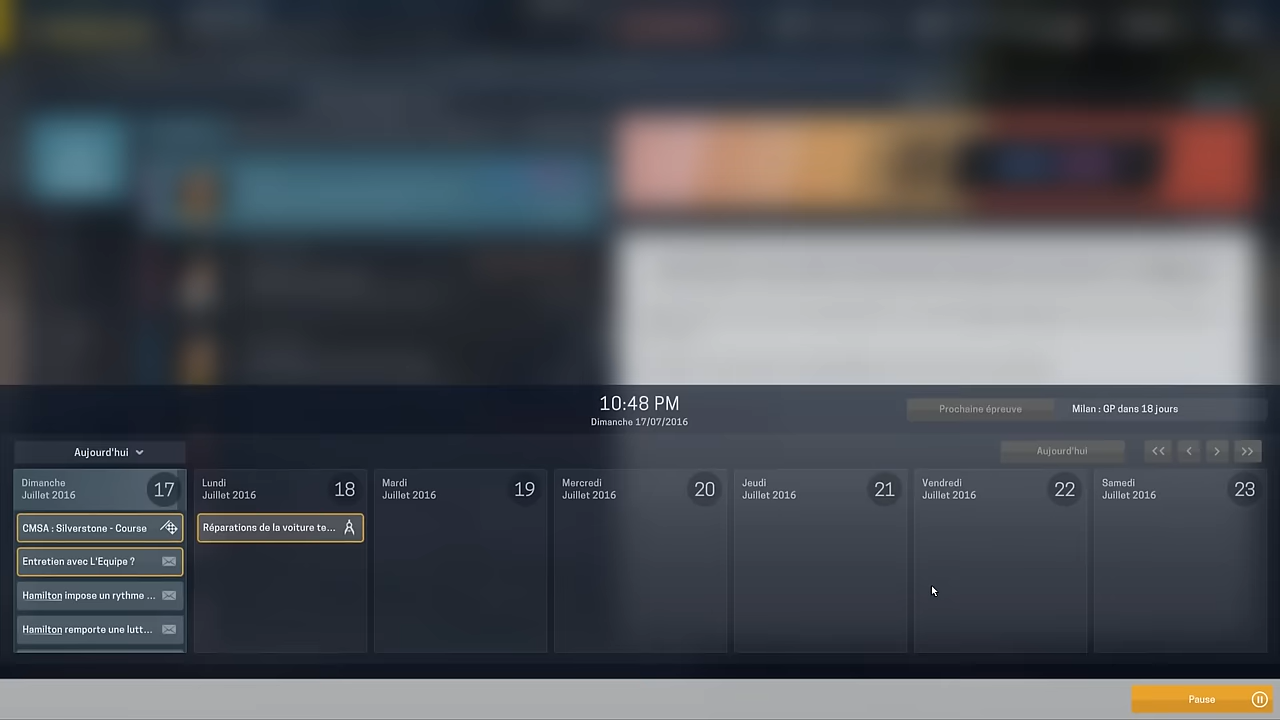 10:48 PM
Dimanche 17/07/2016
Prochaine épreuve
Milan : GP dans 18 jours
Aujourd'hui
Aujourd'hui
Dimanche
Juillet 2016
17
Lundi
Juillet 2016
18
Mardi
Juillet 2016
19
Mercredi
Juillet 2016
20
Jeudi
Juillet 2016
21
Vendredi
Juillet 2016
22
Samedi
Juillet 2016
23
CMSA : Silverstone - Course
Réparations de la voiture te...
Entretien avec L'Equipe ?
Hamilton impose un rythme ...
Hamilton remporte une lutt...
Pause